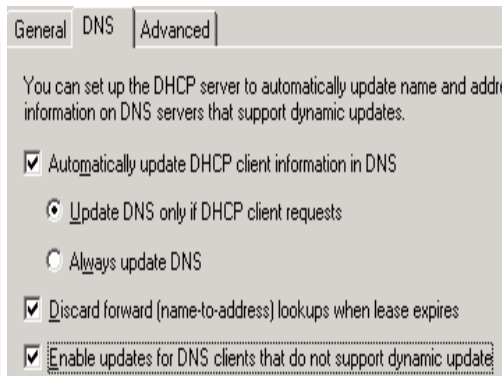 General DNS Advanced
You can set up the DHCP server to automatically update name and addre
information on DNS servers that support dynamic updates.
Automatically update DHCP client information in DNS
Update DNS only if DHCP client requests
Always update DNS
Discard forward (name-to-address) lookups when lease expires
Enable updates for DNS clients that do not support dynamic update